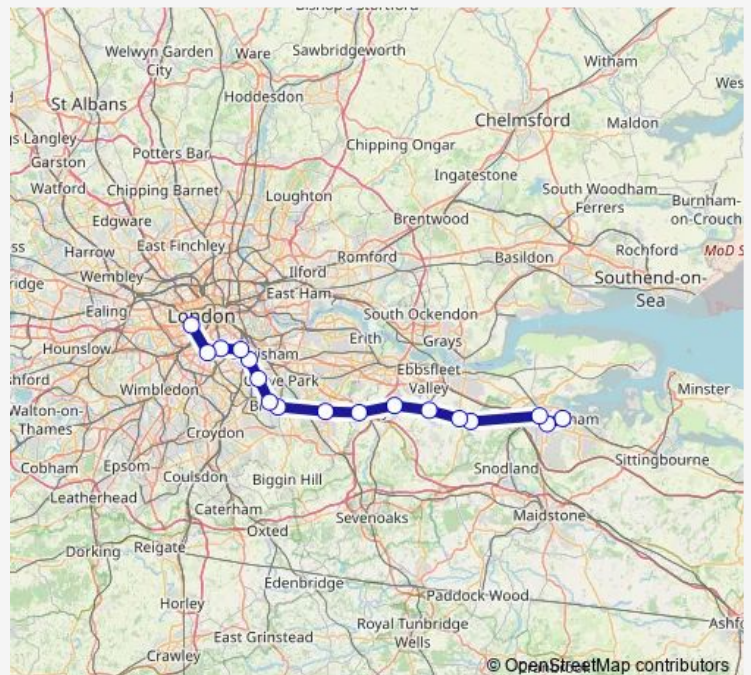 Welwyn Garden
City
Ware
Sawbridgeworth
Witham
Hoddesdon
St Albans
Chelmsford
Maldon
Potters Bar
Chipping Ongar
Garston
Ingatestone
Watford
Chipping Barnet
Loughton
South Woodham
Ferrers
Burnham-
on-Crouch
Edgware
Brentwood
East Finchley
Harrow
Romford
Basildon
Rochford
MoD S
Wembley
Ilford
Southend-on-
Sea
East Ham
Ealing
London
South Ockendon
Hounslow
Erith
Grays
Wimbledon
Ebbsfleet
Valley
Minster
Walton-on-
Thames
Croydon
Cobham
Epsom
Snodland
Sittingbourne
Coulsdon
Biggin Hill
Leatherhead
Caterham
Sevenoaks
Maidstone
Oxted
Dorking
Reigate
Edenbridge
Paddock Wood
Horley
Royal Tunbridge
Wells
Ashf
East Grinstead
Crawley
© OpenStreetMap contributors